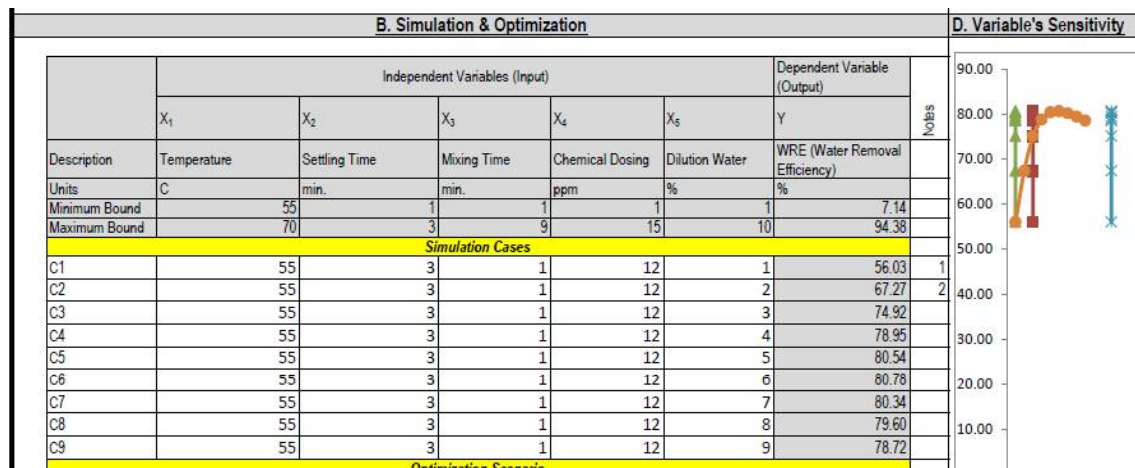 B. Simulation & Optimization
D. Variable's Sensitivity
Independent Variables (Input)
Dependent Variable (Output)
Notes
X₁ X₂ X₃ X₄ X₅ Y
Description Temperature Settling Time Mixing Time Chemical Dosing Dilution Water WRE (Water Removal Efficiency)
Units C min. min. ppm % %
Minimum Bound 55 1 1 1 1 7.14
Maximum Bound 70 3 9 15 10 94.38
Simulation Cases
C1 55 3 1 12 1 56.03 1
C2 55 3 1 12 2 67.27 2
C3 55 3 1 12 3 74.92
C4 55 3 1 12 4 78.95
C5 55 3 1 12 5 80.54
C6 55 3 1 12 6 80.78
C7 55 3 1 12 7 80.34
C8 55 3 1 12 8 79.60
C9 55 3 1 12 9 78.72
Optimization Scenario
90.00
80.00
70.00
60.00
50.00
40.00
30.00
20.00
10.00